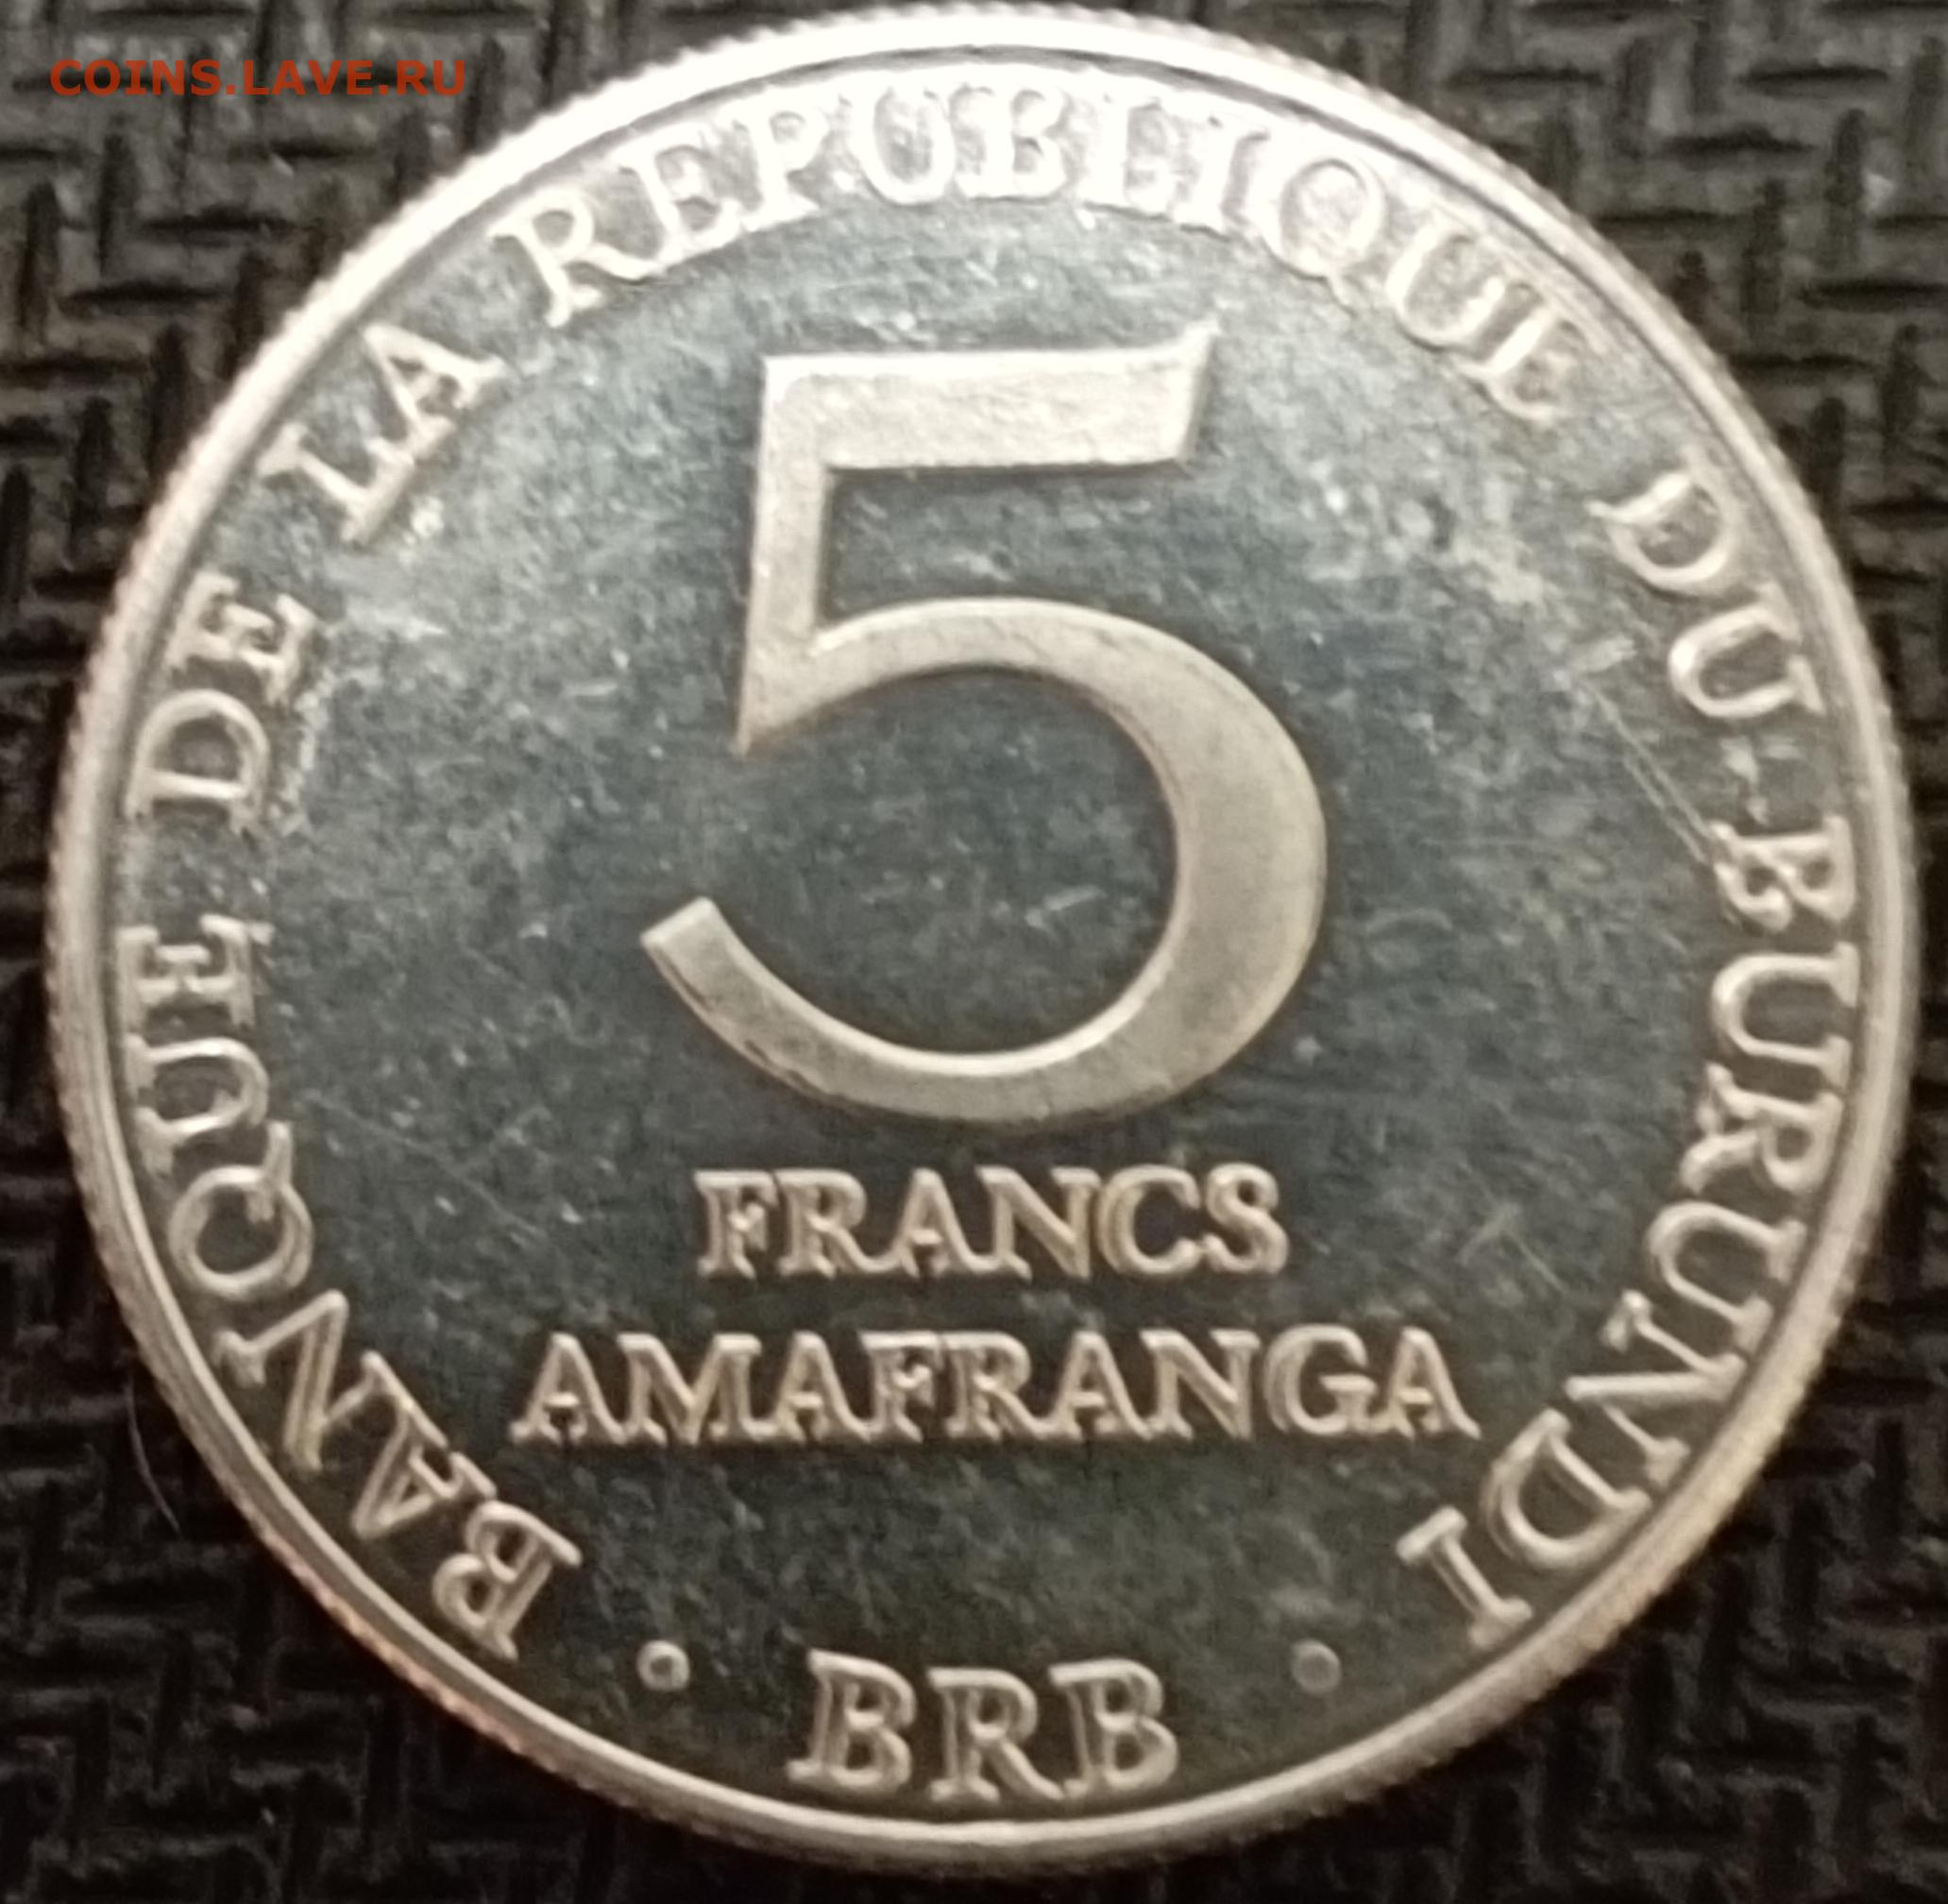 COINS.LAVE.RU
BANQUE DE LA REPUBLIQUE DU BURUNDI
5
FRANCS
AMAFRANGA
• BRB •